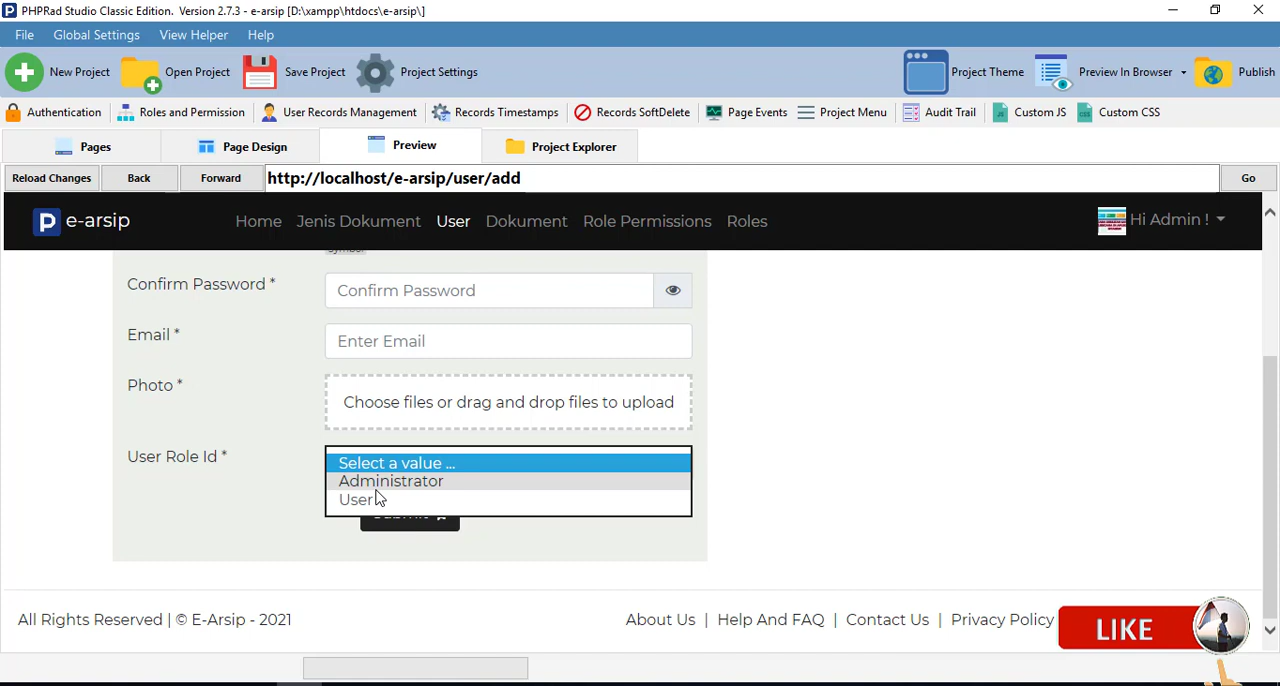 PHPRad Studio Classic Edition. Version 2.7.3 - e-arsip [D:\xampp\htdocs\e-arsip\]
File Global Settings View Helper Help
New Project Open Project Save Project Project Settings Project Theme Preview In Browser Publish
Authentication Roles and Permission User Records Management Records Timestamps Records SoftDelete Page Events Project Menu Audit Trail Custom JS Custom CSS
Pages Page Design Preview Project Explorer
Reload Changes Back Forward http://localhost/e-arsip/user/add Go
e-arsip Home Jenis Dokument User Dokument Role Permissions Roles Hi Admin !
Confirm Password * Confirm Password
Email * Enter Email
Photo * Choose files or drag and drop files to upload
User Role Id * Select a value ...
Administrator
User
All Rights Reserved | © E-Arsip - 2021 About Us | Help And FAQ | Contact Us | Privacy Policy LIKE